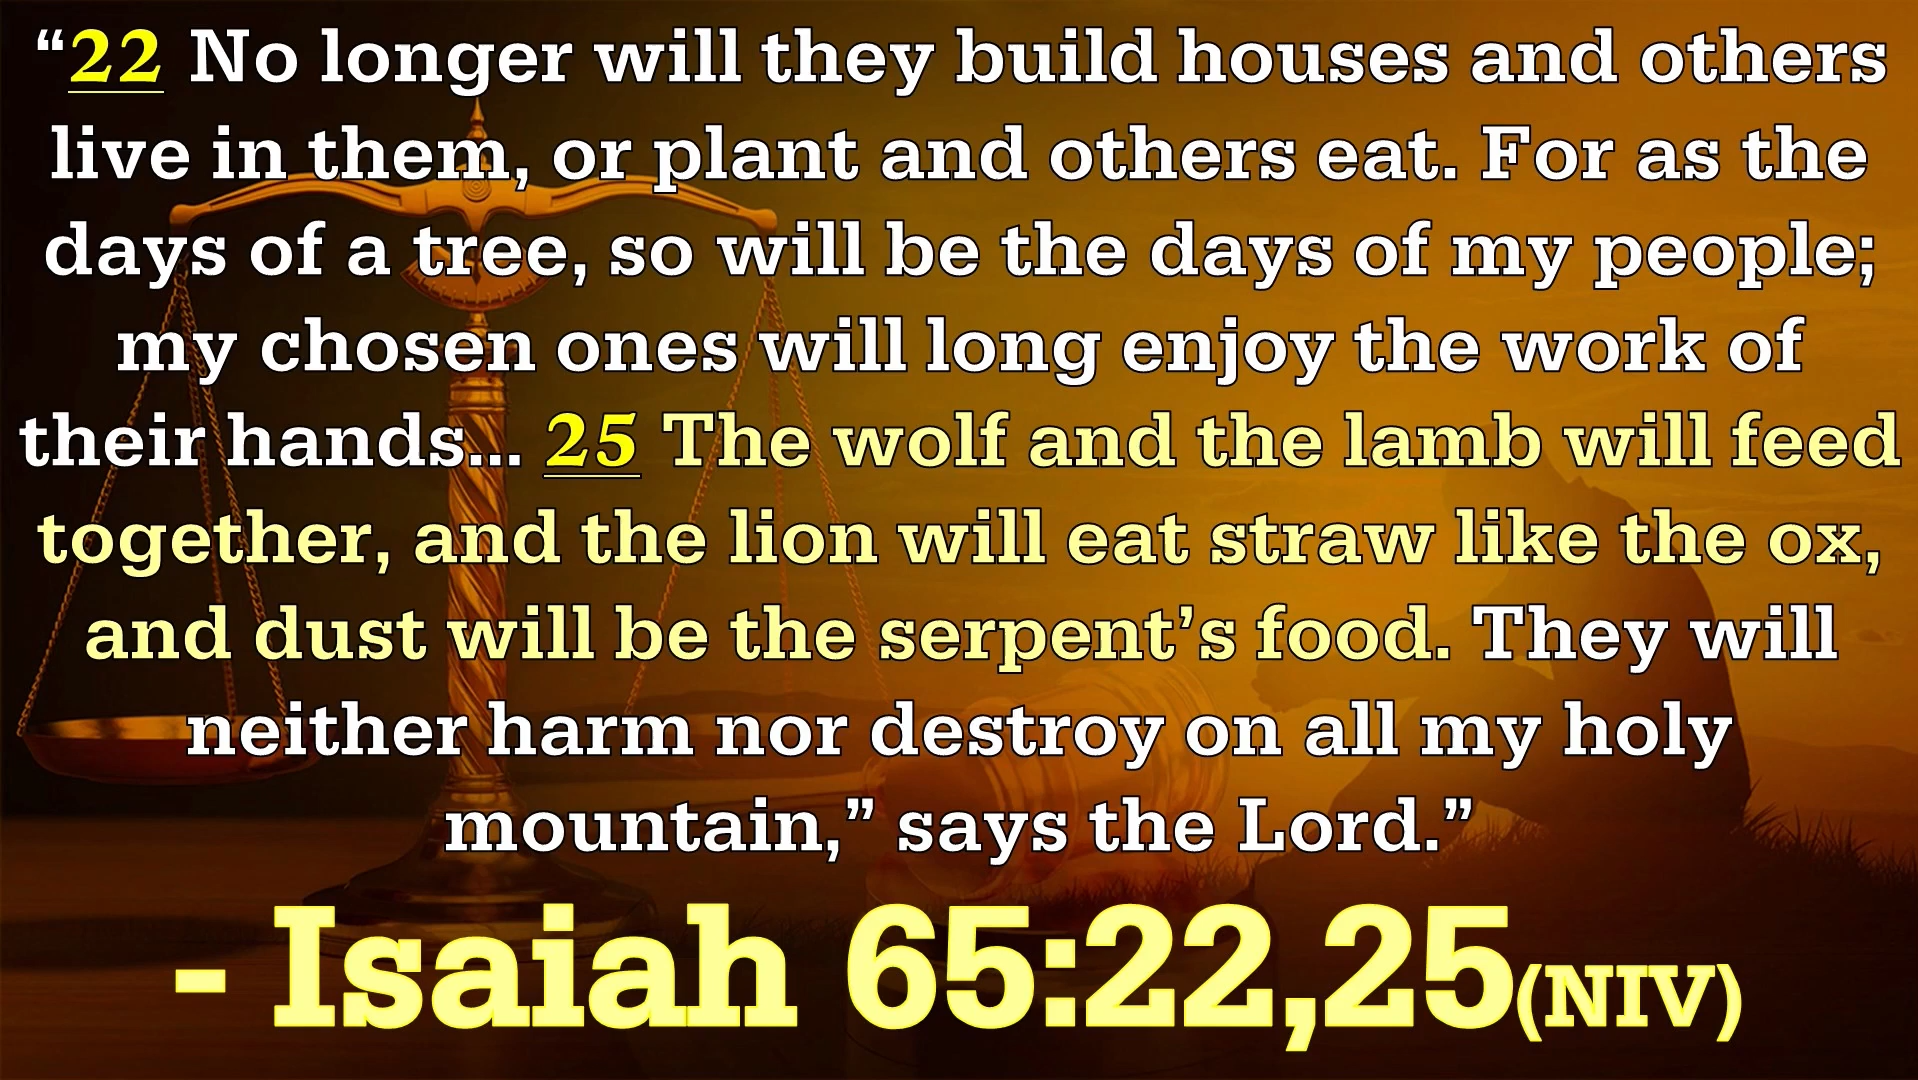 “22 No longer will they build houses and others
live in them, or plant and others eat. For as the
days of a tree, so will be the days of my people;
my chosen ones will long enjoy the work of
their hands... 25 The wolf and the lamb will feed
together, and the lion will eat straw like the ox,
and dust will be the serpent’s food. They will
neither harm nor destroy on all my holy
mountain,” says the Lord.”
- Isaiah 65:22,25(NIV)